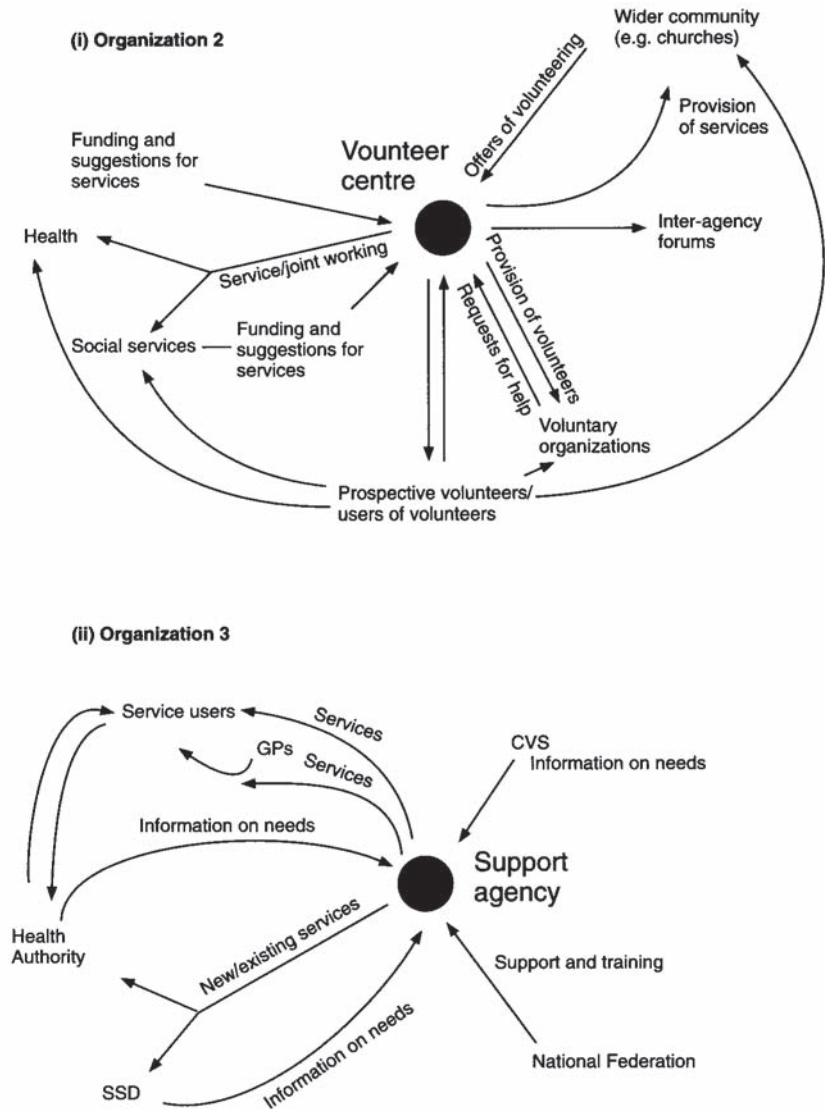 (i) Organization 2
Wider community
(e.g. churches)
Offers of volunteering
Provision
of services
Funding and
suggestions for
services
Vounteer
centre
Inter-agency
forums
Health
Service/joint working
Provision of volunteers
Requests for help
Social services
Funding and
suggestions for
services
Voluntary
organizations
Prospective volunteers/
users of volunteers
(ii) Organization 3
Service users
Services
GPs
Services
CVS
Information on needs
Information on needs
Support
agency
Health
Authority
New/existing services
Support and training
Information on needs
SSD
National Federation